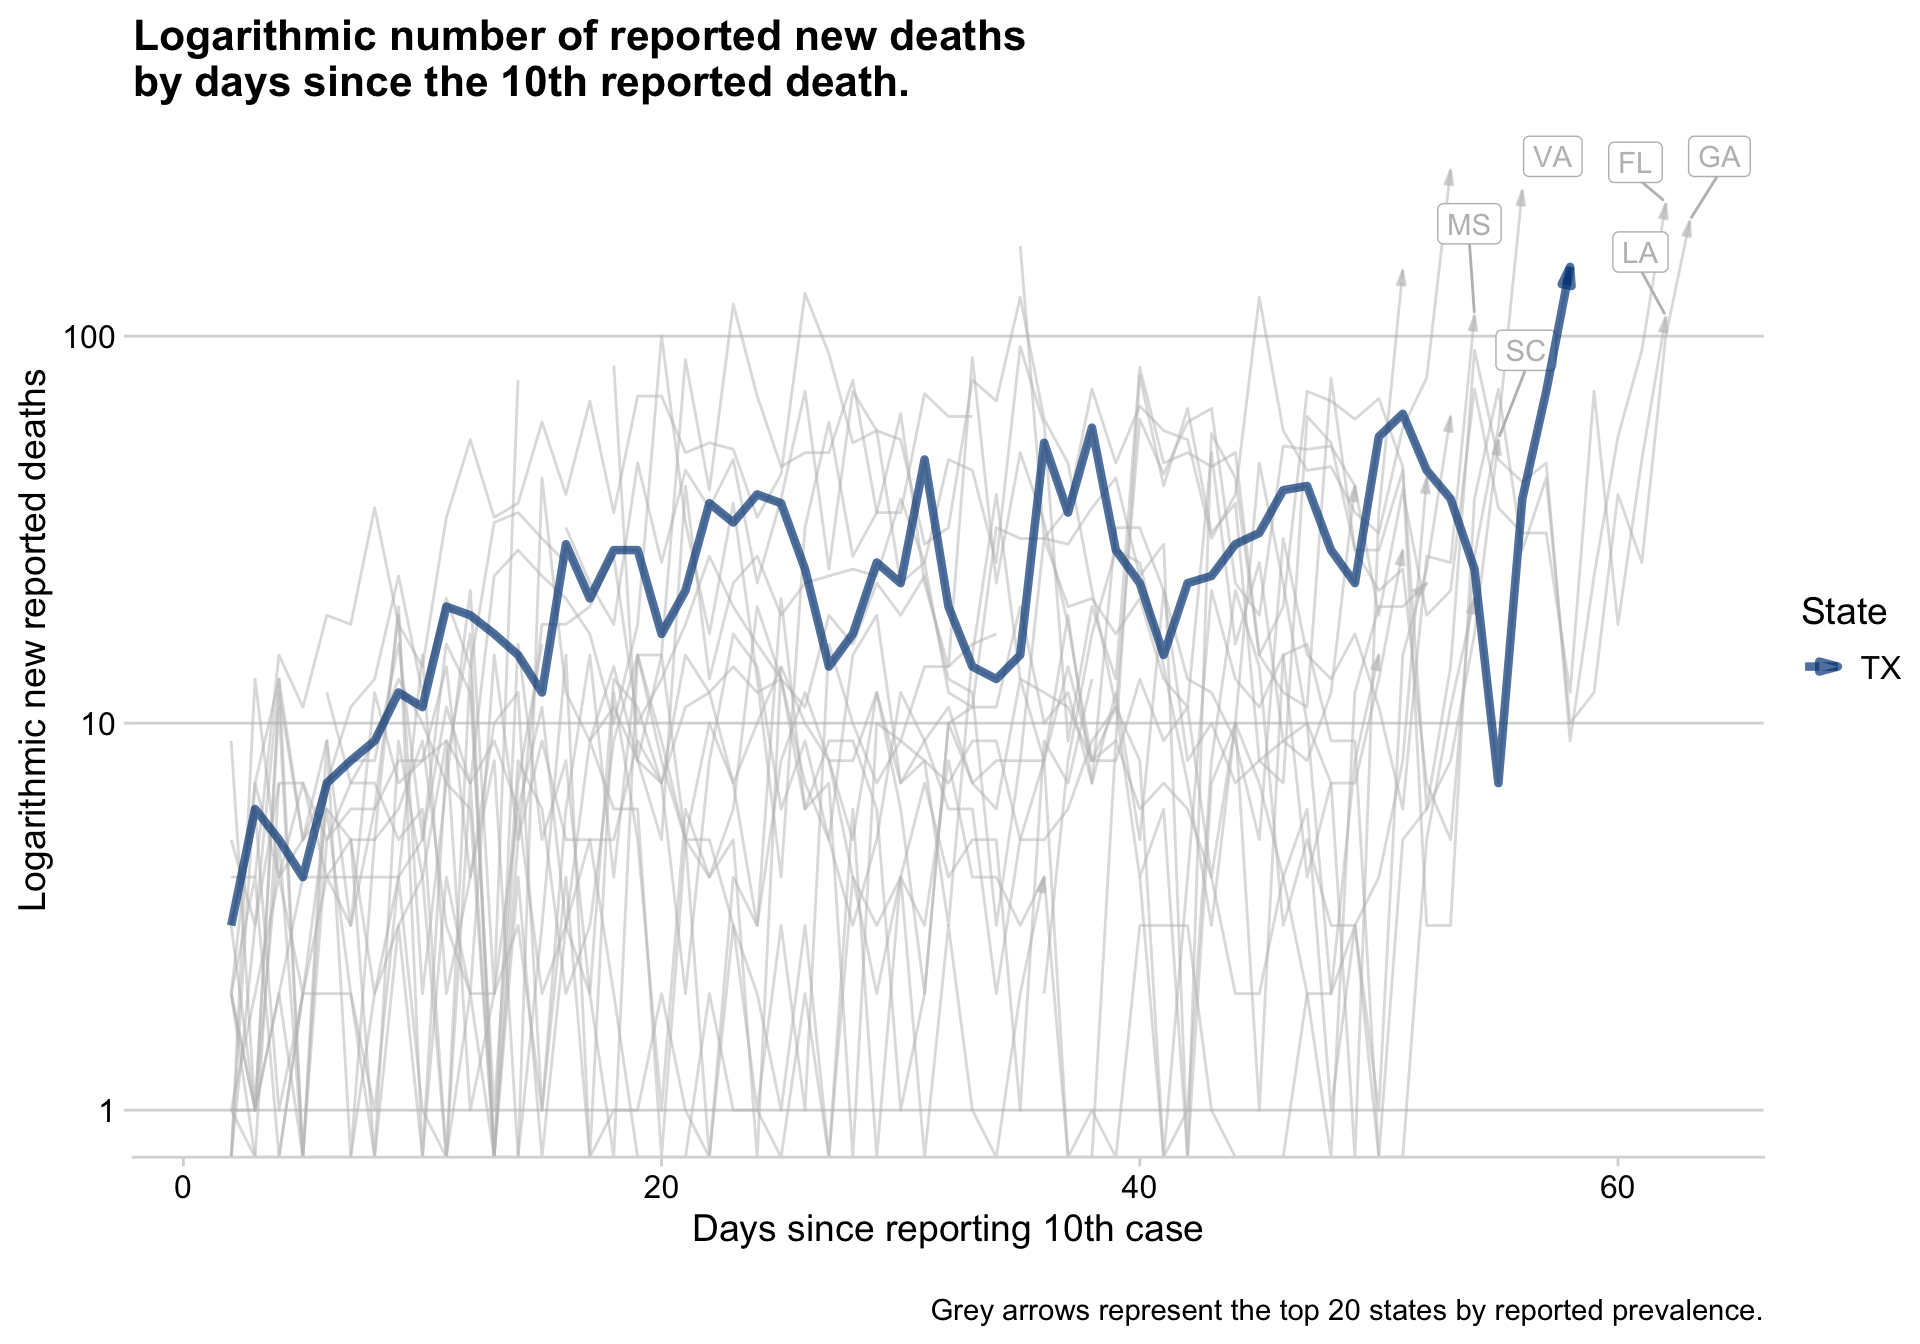 Logarithmic number of reported new deaths
by days since the 10th reported death.
VA
FL
GA
MS
LA
SC
100
10
1
Logarithmic new reported deaths
0
20
40
60
Days since reporting 10th case
State
TX
Grey arrows represent the top 20 states by reported prevalence.